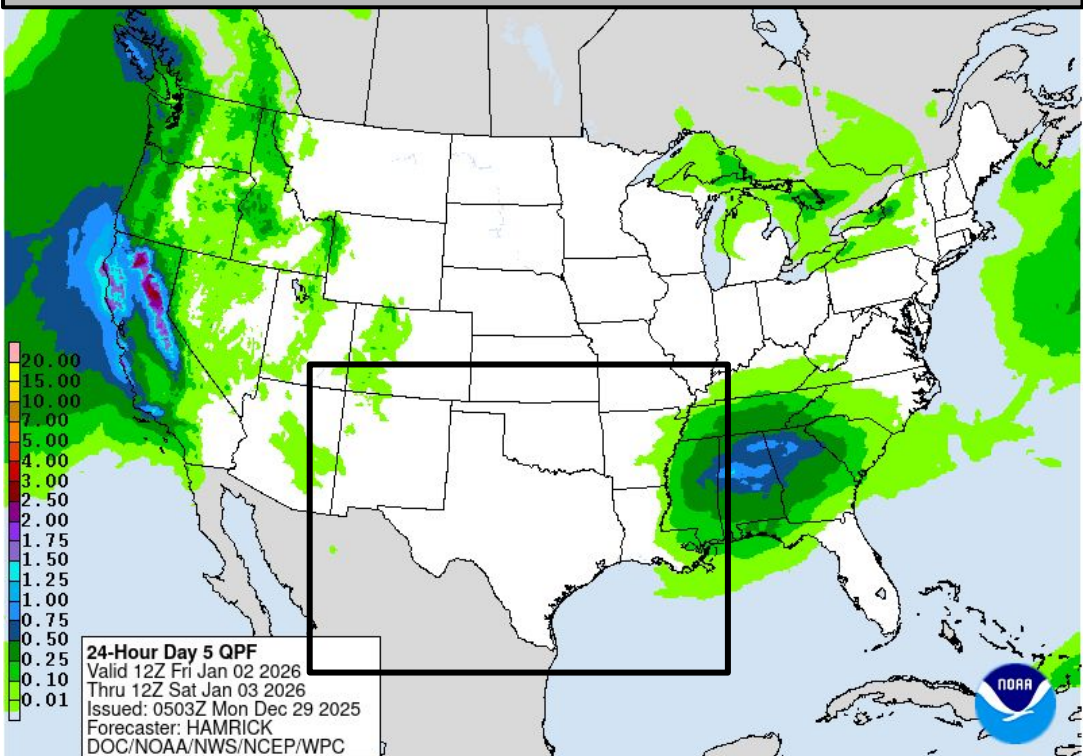 20.00
15.00
10.00
7.00
5.00
4.00
3.00
2.50
2.00
1.75
1.50
1.25
1.00
0.75
0.50
0.25
0.10
0.01
24-Hour Day 5 QPF
Valid 12Z Fri Jan 02 2026
Thru 12Z Sat Jan 03 2026
Issued: 0503Z Mon Dec 29 2025
Forecaster: HAMRICK
DOC/NOAA/NWS/NCEP/WPC
NOAA